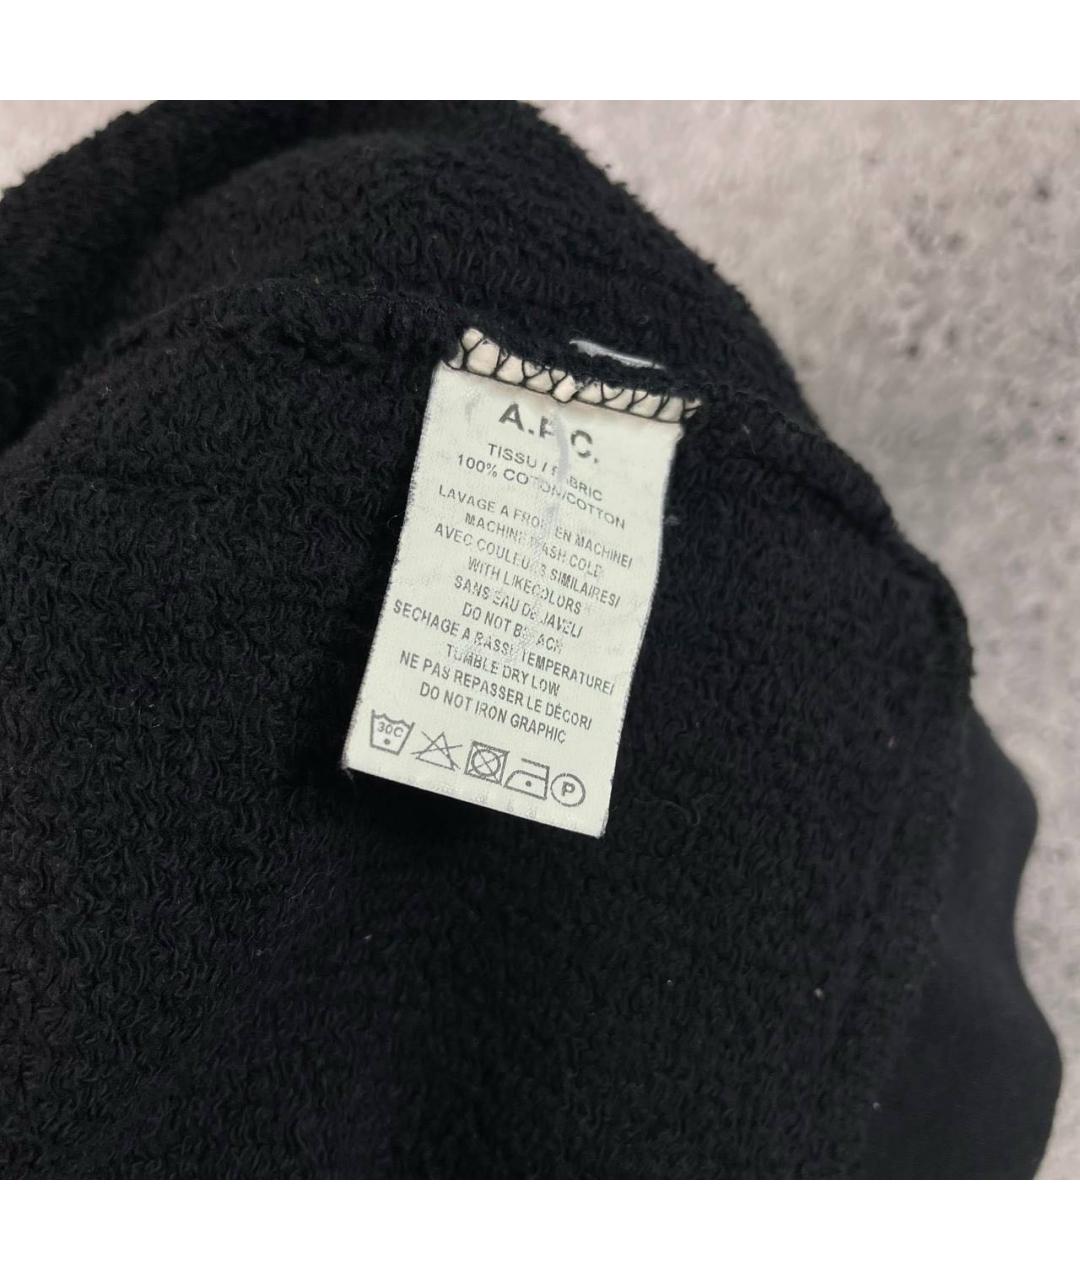 A.P.C.
TISSU / FABRIC
100% COTON/COTTON
LAVAGE A FROID EN MACHINE/
MACHINE WASH COLD
AVEC COULEURS SIMILAIRES/
WITH LIKECOLORS
SANS EAU DE JAVEL/
DO NOT BLEACH
SECHAGE A BASSE TEMPERATURE/
TUMBLE DRY LOW
NE PAS REPASSER LE DÉCOR/
DO NOT IRON GRAPHIC
30C
P